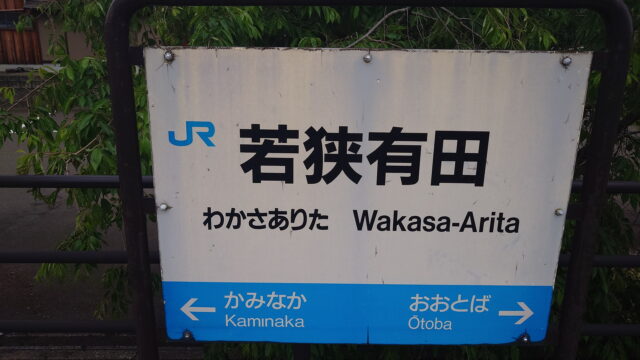 JR
若狭有田
わかさありた Wakasa-Arita
← かみなか おおとば →
Kaminaka Ōtoba